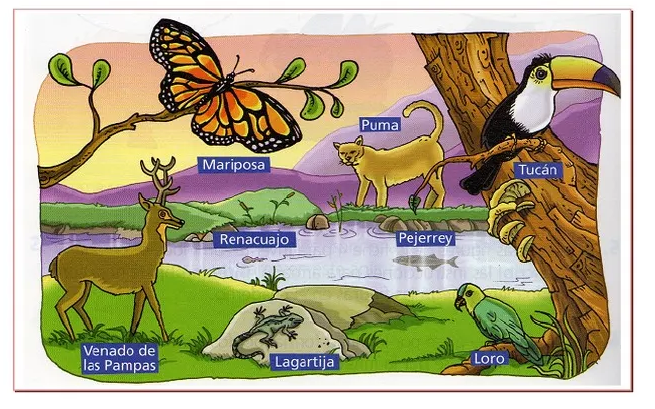 Puma
Mariposa
Tucán
Renacuajo
Pejerrey
Venado de
las Pampas
Lagartija
Loro